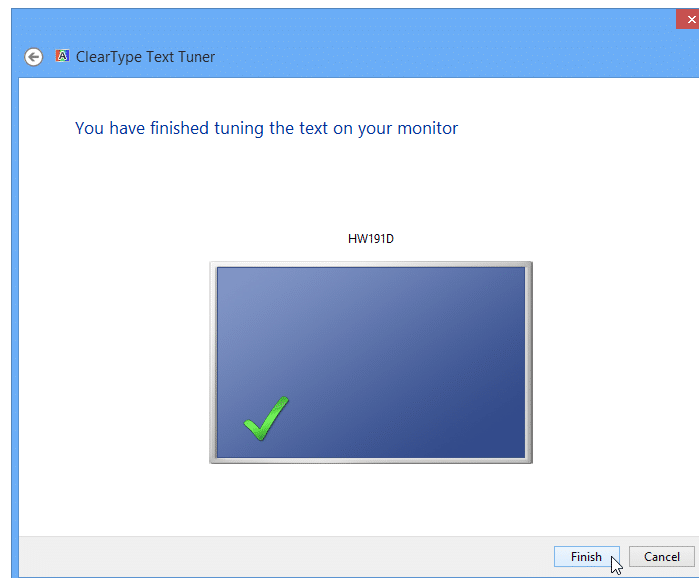 ClearType Text Tuner
You have finished tuning the text on your monitor
HW191D
Finish
Cancel